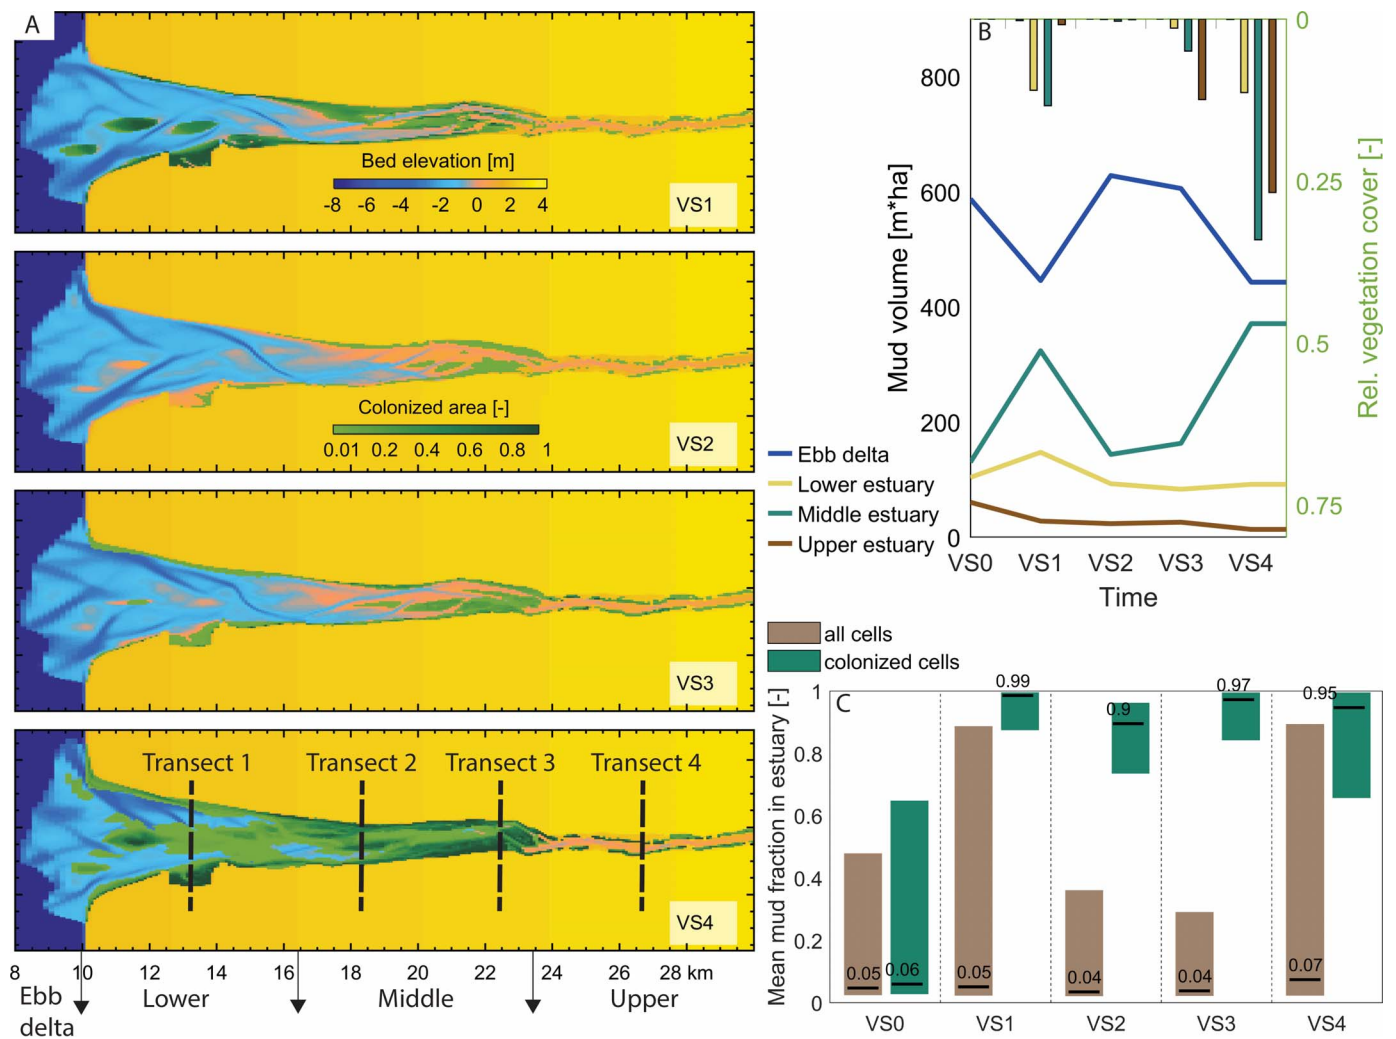 A
Bed elevation [m]
-8 -6 -4 -2 0 2 4
VS1
Colonized area [-]
0.01 0.2 0.4 0.6 0.8 1
VS2
VS3
Transect 1 Transect 2 Transect 3 Transect 4
VS4
8 10 12 14 16 18 20 22 24 26 28 km
Ebb delta Lower Middle Upper
B
Mud volume [m*ha]
800
600
400
200
0
Rel. vegetation cover [-]
0
0.25
0.5
0.75
VS0 VS1 VS2 VS3 VS4
Time
Ebb delta
Lower estuary
Middle estuary
Upper estuary
all cells
colonized cells
C
Mean mud fraction in estuary [-]
1
0.8
0.6
0.4
0.2
0
0.99 0.9 0.97 0.95
0.05 0.06 0.05 0.04 0.04 0.07
VS0 VS1 VS2 VS3 VS4